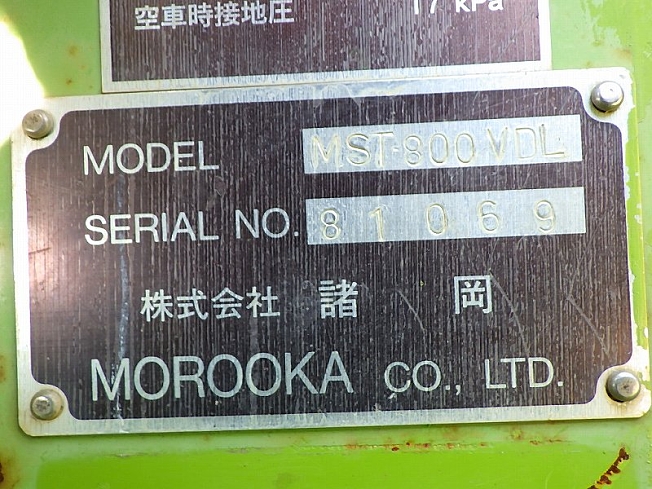 空車時接地圧 17 kPa
MODEL MST-800VDL
SERIAL NO. 81069
株式会社 諸岡
MOROOKA CO., LTD.